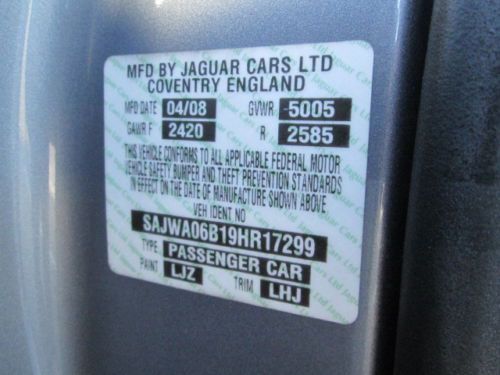 MFD BY JAGUAR CARS LTD
COVENTRY ENGLAND
MFD DATE 04/08 GVWR 5005
GAWR F 2420 R 2585
THIS VEHICLE CONFORMS TO ALL APPLICABLE FEDERAL MOTOR
VEHICLE SAFETY BUMPER AND THEFT PREVENTION STANDARDS
IN EFFECT ON THE DATE OF MANUFACTURE SHOWN ABOVE
VEH IDENT NO
SAJWA06B19HR17299
TYPE PASSENGER CAR
PAINT LJZ TRIM LHJ